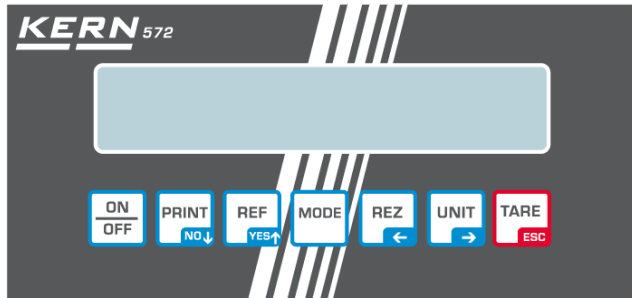 KERN 572
ON
OFF
PRINT
NO↓
REF
YES↑
MODE
REZ
←
UNIT
→
TARE
ESC